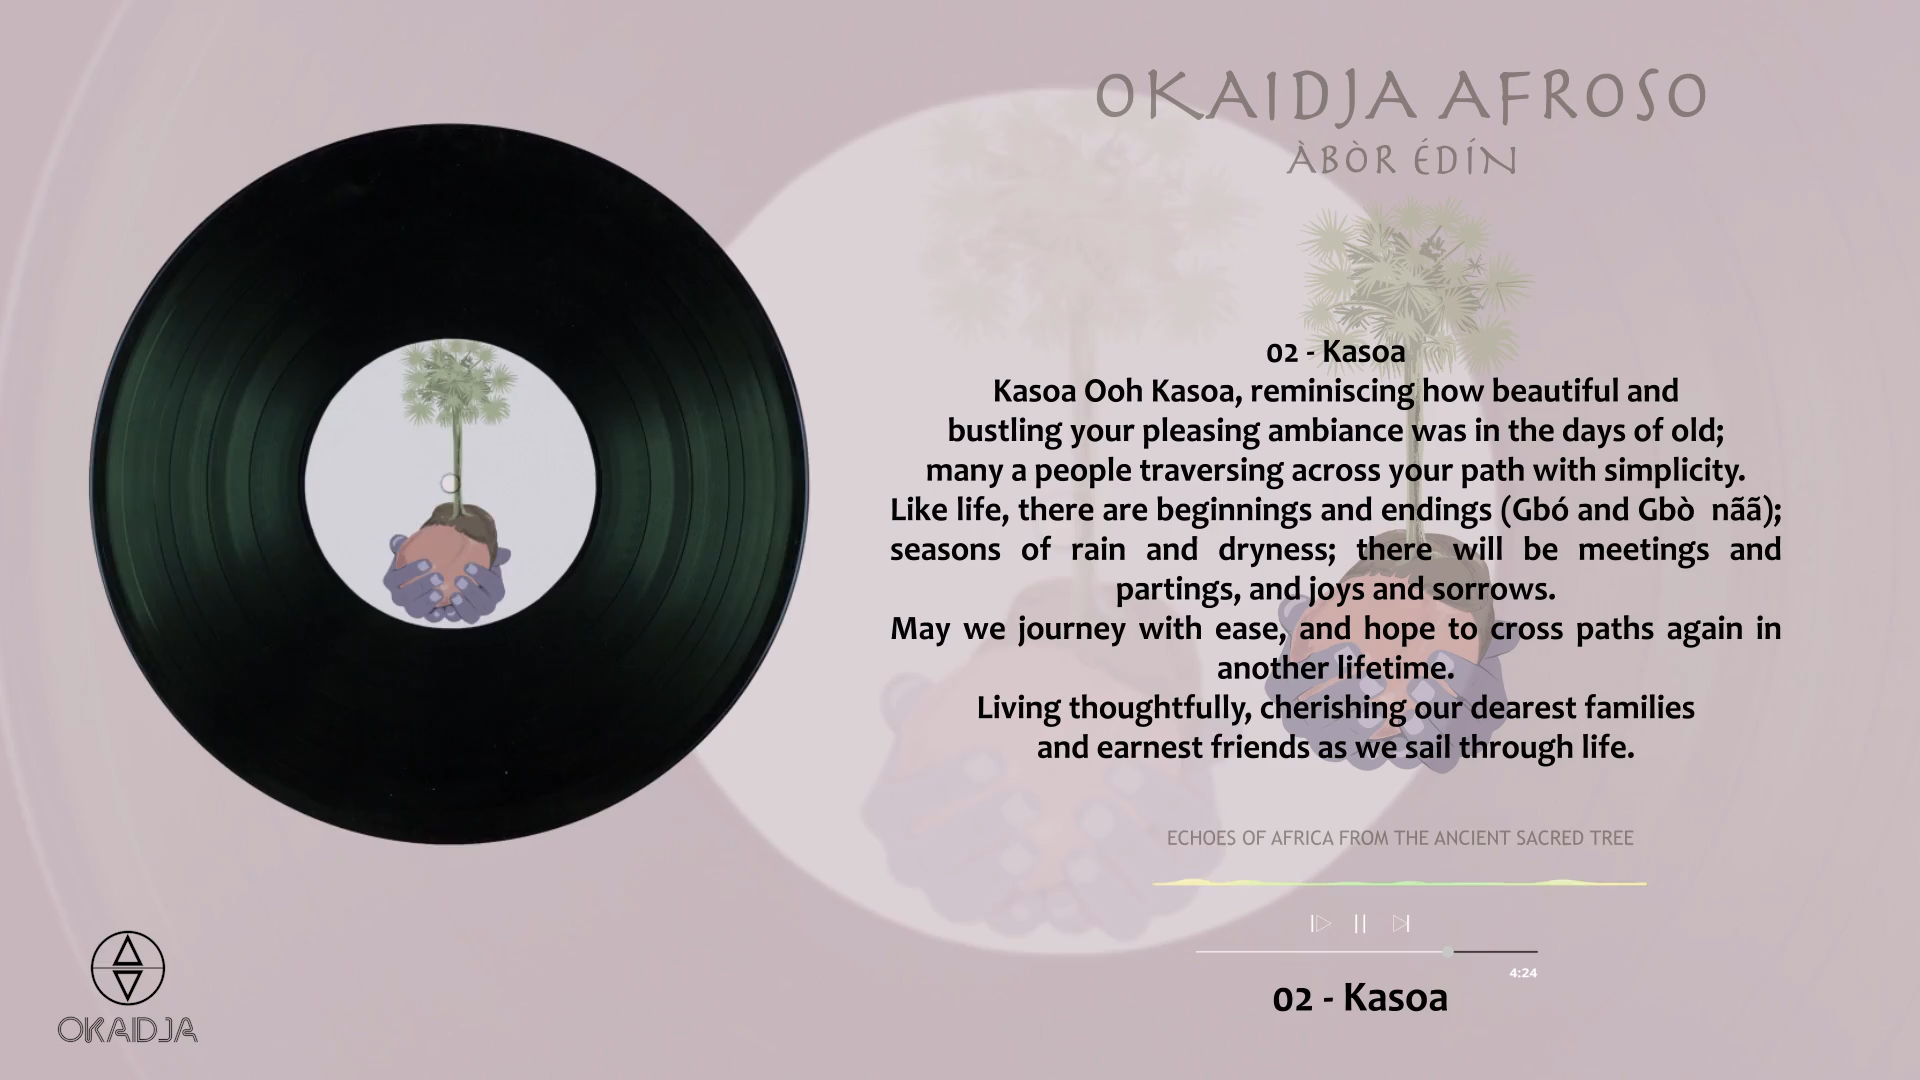 OKAIDJA AFROSO
ÀBÒR ÉDÍN
02 - Kasoa
Kasoa Ooh Kasoa, reminiscing how beautiful and
bustling your pleasing ambiance was in the days of old;
many a people traversing across your path with simplicity.
Like life, there are beginnings and endings (Gbó and Gbò nãã);
seasons of rain and dryness; there will be meetings and
partings, and joys and sorrows.
May we journey with ease, and hope to cross paths again in
another lifetime.
Living thoughtfully, cherishing our dearest families
and earnest friends as we sail through life.
ECHOES OF AFRICA FROM THE ANCIENT SACRED TREE
4:24
02 - Kasoa
OKAIDJA